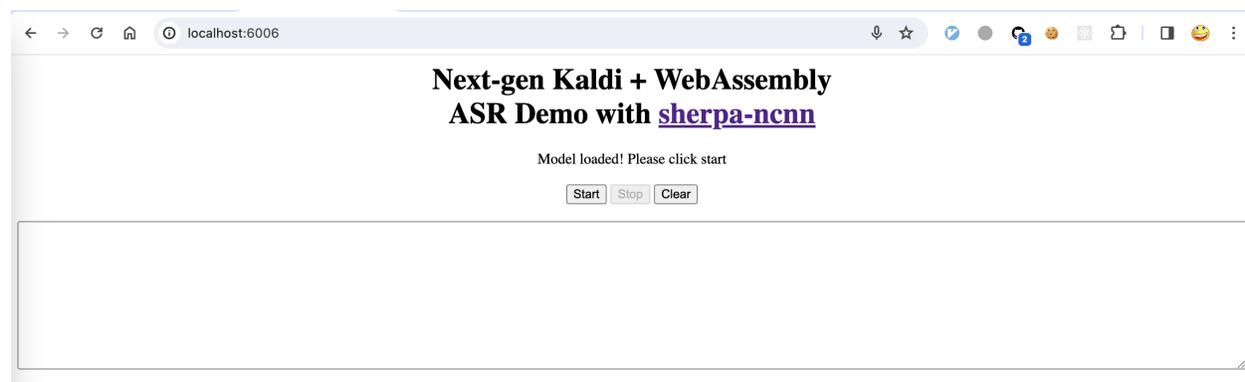 localhost:6006
2
Next-gen Kaldi + WebAssembly
ASR Demo with sherpa-ncnn
Model loaded! Please click start
Start Stop Clear